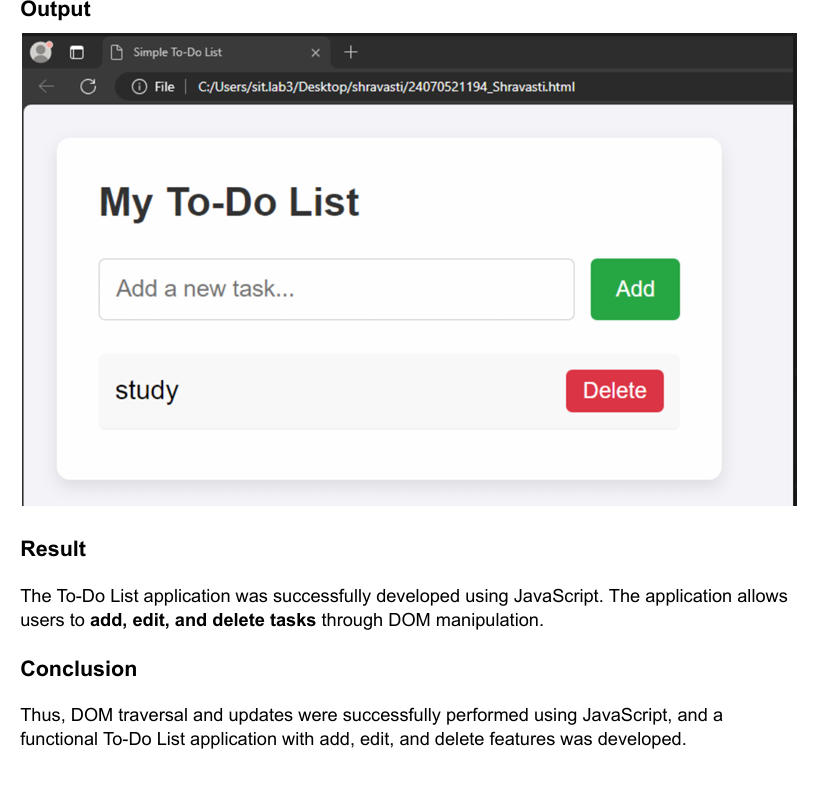 Output
Simple To-Do List
File | C:/Users/sit.lab3/Desktop/shravasti/24070521194_Shravasti.html
My To-Do List
Add a new task...
Add
study
Delete
Result
The To-Do List application was successfully developed using JavaScript. The application allows
users to add, edit, and delete tasks through DOM manipulation.
Conclusion
Thus, DOM traversal and updates were successfully performed using JavaScript, and a
functional To-Do List application with add, edit, and delete features was developed.